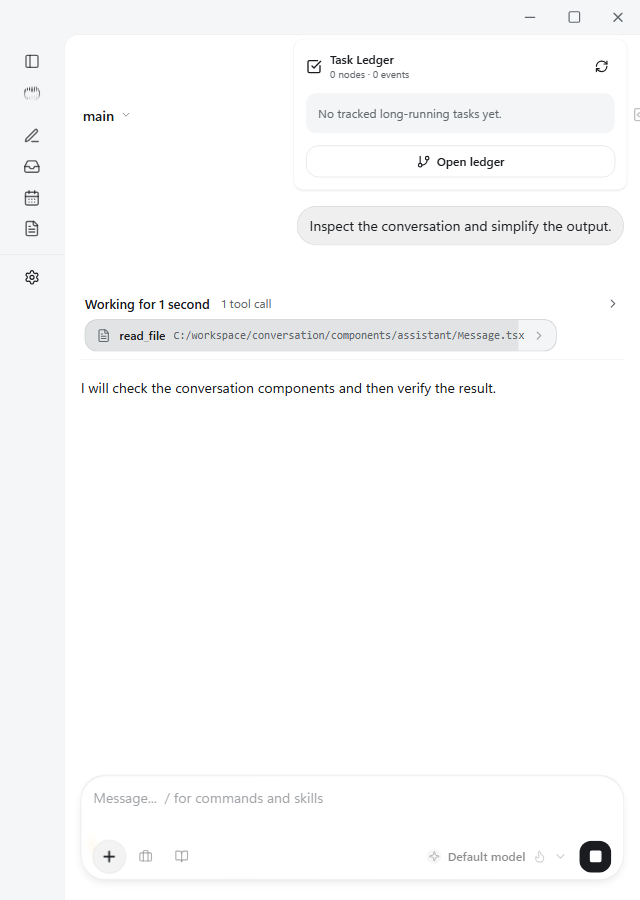 Task Ledger
0 nodes · 0 events
main
No tracked long-running tasks yet.
Open ledger
Inspect the conversation and simplify the output.
Working for 1 second 1 tool call
read_file C:/workspace/conversation/components/assistant/Message.tsx
I will check the conversation components and then verify the result.
Message... / for commands and skills
Default model